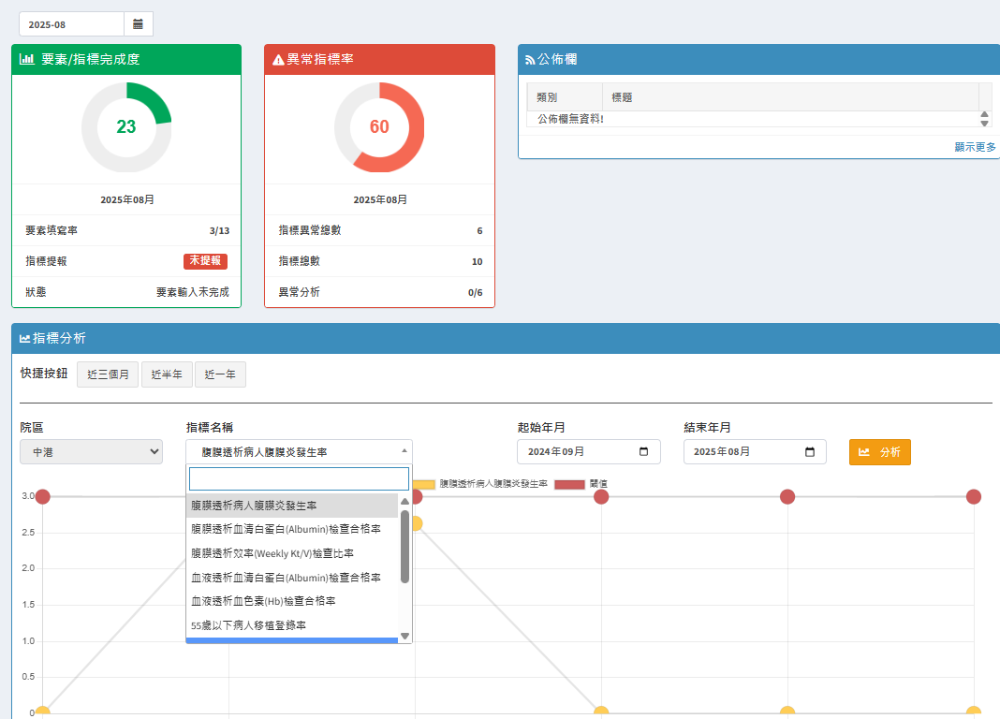 2025-08
要素/指標完成度
23
2025年08月
要素填寫率 3/13
指標提報 未提報
狀態 要素輸入未完成
異常指標率
60
2025年08月
指標異常總數 6
指標總數 10
異常分析 0/6
公佈欄
類別 標題
公佈欄無資料!
顯示更多
指標分析
快捷按鈕 近三個月 近半年 近一年
院區 指標名稱 起始年月 結束年月
中港 腹膜透析病人腹膜炎發生率 2024年09月 2025年08月 分析
腹膜透析病人腹膜炎發生率 閾值
腹膜透析病人腹膜炎發生率
腹膜透析血清白蛋白(Albumin)檢查合格率
腹膜透析效率(Weekly Kt/V)檢查比率
血液透析血清白蛋白(Albumin)檢查合格率
血液透析血色素(Hb)檢查合格率
55歲以下病人移植登錄率
3.0
2.5
2.0
1.5
1.0
0.5
0